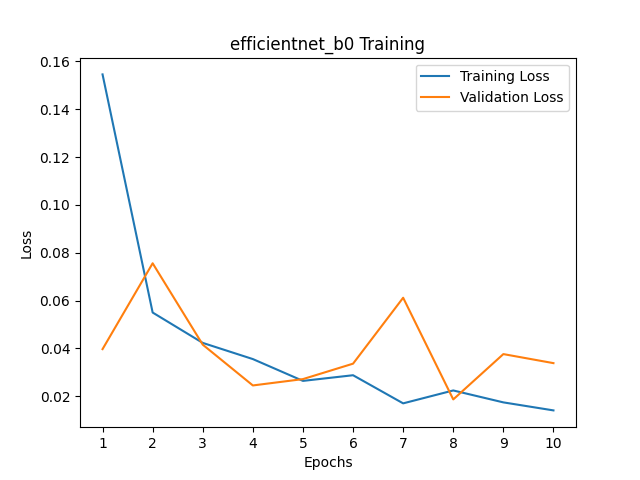 efficientnet_b0 Training
Training Loss
Validation Loss
0.16
0.14
0.12
0.10
0.08
0.06
0.04
0.02
Loss
1 2 3 4 5 6 7 8 9 10
Epochs